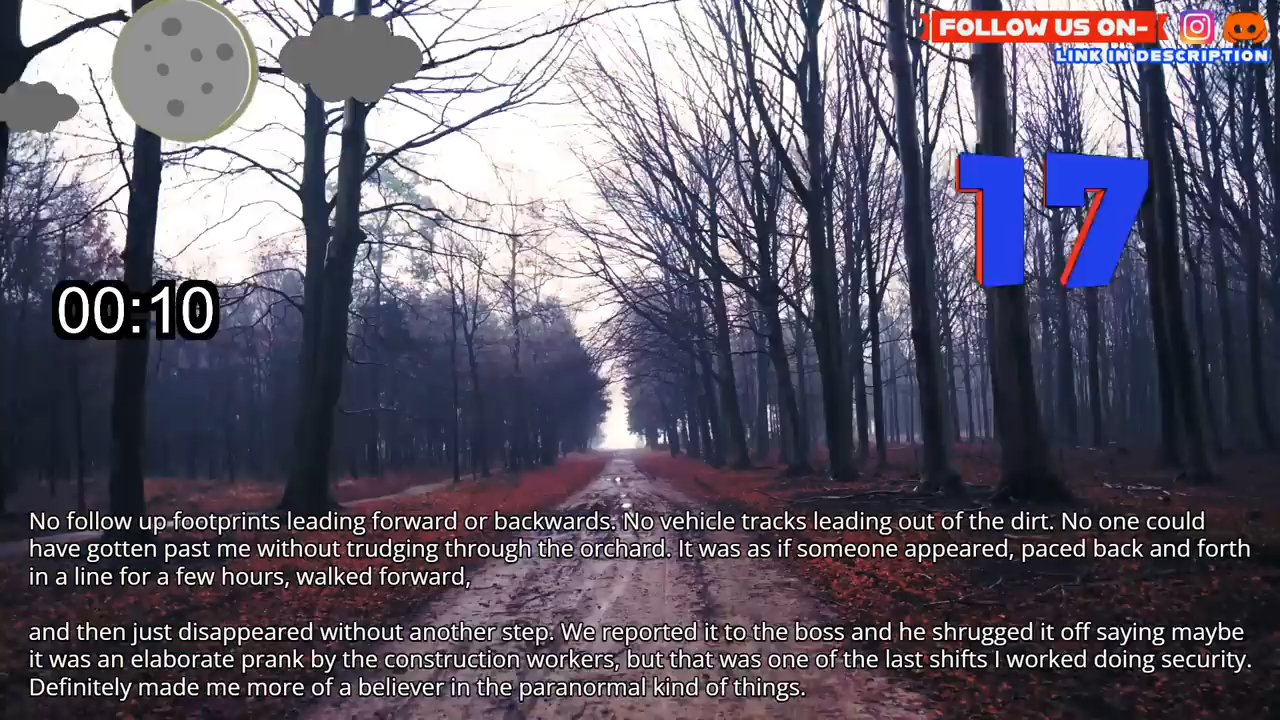 FOLLOW US ON-
LINK IN DESCRIPTION
17
00:10
No follow up footprints leading forward or backwards. No vehicle tracks leading out of the dirt. No one could
have gotten past me without trudging through the orchard. It was as if someone appeared, paced back and forth
in a line for a few hours, walked forward,
and then just disappeared without another step. We reported it to the boss and he shrugged it off saying maybe
it was an elaborate prank by the construction workers, but that was one of the last shifts I worked doing security.
Definitely made me more of a believer in the paranormal kind of things.